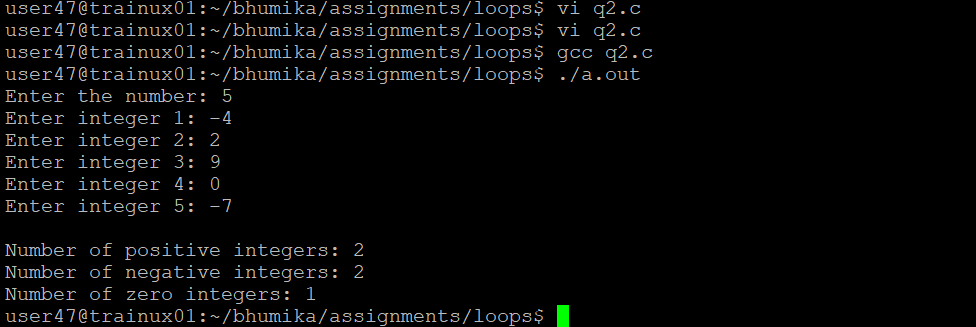 user47@trainux01:~/bhumika/assignments/loops$ vi q2.c
user47@trainux01:~/bhumika/assignments/loops$ vi q2.c
user47@trainux01:~/bhumika/assignments/loops$ gcc q2.c
user47@trainux01:~/bhumika/assignments/loops$ ./a.out
Enter the number: 5
Enter integer 1: -4
Enter integer 2: 2
Enter integer 3: 9
Enter integer 4: 0
Enter integer 5: -7
Number of positive integers: 2
Number of negative integers: 2
Number of zero integers: 1
user47@trainux01:~/bhumika/assignments/loops$